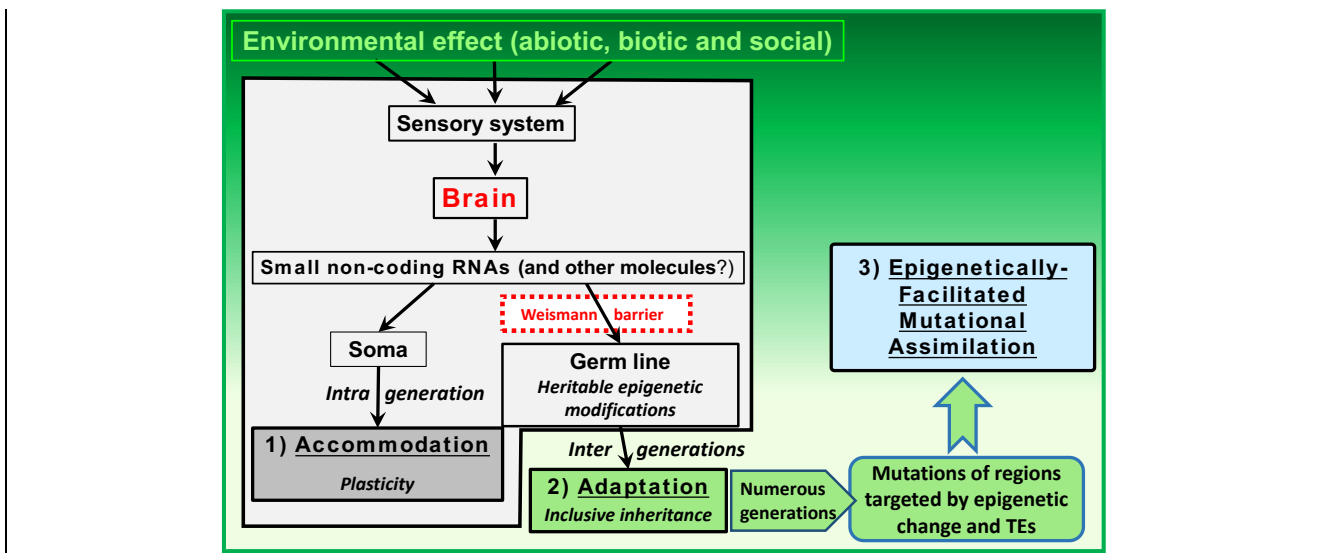 Environmental effect (abiotic, biotic and social)
Sensory system
Brain
Small non-coding RNAs (and other molecules?)
Weismann barrier
Soma
Germ line
Heritable epigenetic
modifications
Intra generation
1) Accommodation
Plasticity
Inter generations
2) Adaptation
Inclusive inheritance
Numerous
generations
Mutations of regions
targeted by epigenetic
change and TEs
3) Epigenetically-
Facilitated
Mutational
Assimilation